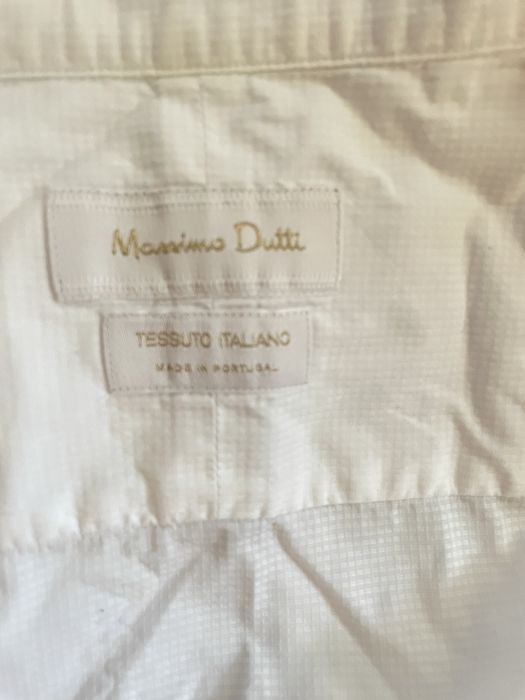 Massimo Dutti
TESSUTO ITALIANO
MADE IN PORTUGAL